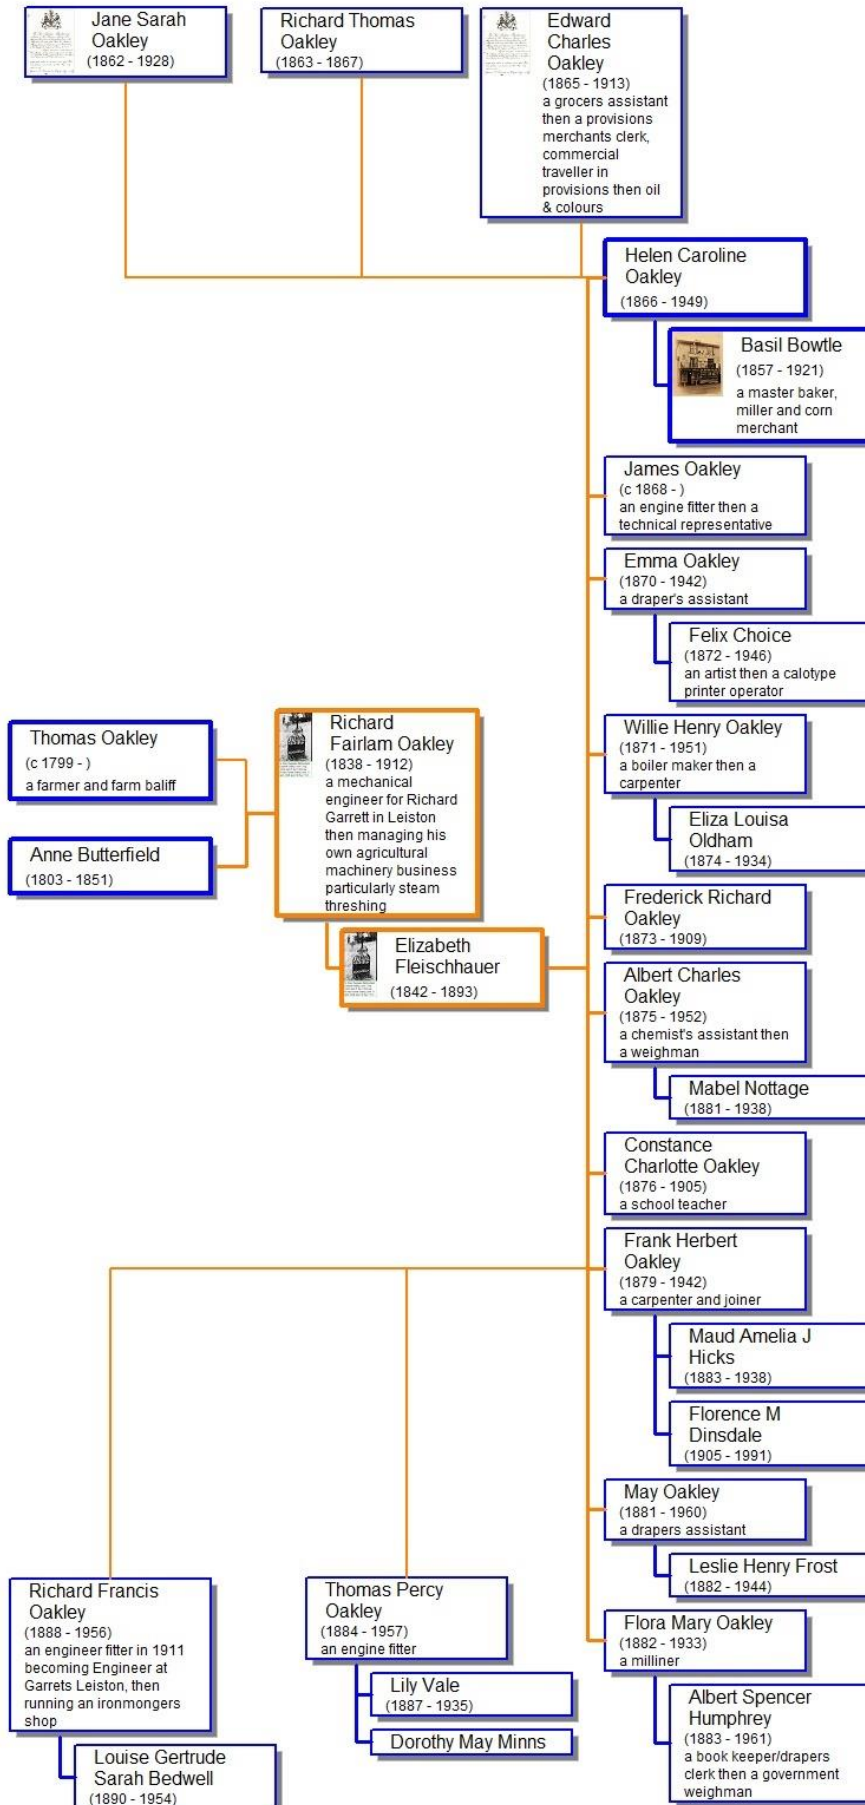 Jane Sarah
Oakley
(1862 - 1928)
Richard Thomas
Oakley
(1863 - 1867)
Edward
Charles
Oakley
(1865 - 1913)
a grocers assistant
then a provisions
merchants clerk,
commercial
traveller in
provisions then oil
& colours
Helen Caroline
Oakley
(1866 - 1949)
Basil Bowtle
(1857 - 1921)
a master baker,
miller and corn
merchant
James Oakley
(c 1868 - )
an engine fitter then a
technical representative
Emma Oakley
(1870 - 1942)
a draper's assistant
Felix Choice
(1872 - 1946)
an artist then a calotype
printer operator
Thomas Oakley
(c 1799 - )
a farmer and farm baliff
Anne Butterfield
(1803 - 1851)
Richard
Fairlam Oakley
(1838 - 1912)
a mechanical
engineer for Richard
Garrett in Leiston
then managing his
own agricultural
machinery business
particularly steam
threshing
Elizabeth
Fleischhauer
(1842 - 1893)
Willie Henry Oakley
(1871 - 1951)
a boiler maker then a
carpenter
Eliza Louisa
Oldham
(1874 - 1934)
Frederick Richard
Oakley
(1873 - 1909)
Albert Charles
Oakley
(1875 - 1952)
a chemist's assistant then
a weighman
Mabel Nottage
(1881 - 1938)
Constance
Charlotte Oakley
(1876 - 1905)
a school teacher
Frank Herbert
Oakley
(1879 - 1942)
a carpenter and joiner
Maud Amelia J
Hicks
(1883 - 1938)
Florence M
Dinsdale
(1905 - 1991)
May Oakley
(1881 - 1960)
a drapers assistant
Leslie Henry Frost
(1882 - 1944)
Richard Francis
Oakley
(1888 - 1956)
an engineer fitter in 1911
becoming Engineer at
Garrets Leiston, then
running an ironmongers
shop
Louise Gertrude
Sarah Bedwell
(1890 - 1954)
Thomas Percy
Oakley
(1884 - 1957)
an engine fitter
Lily Vale
(1887 - 1935)
Dorothy May Minns
Flora Mary Oakley
(1882 - 1933)
a milliner
Albert Spencer
Humphrey
(1883 - 1961)
a book keeper/drapers
clerk then a government
weighman